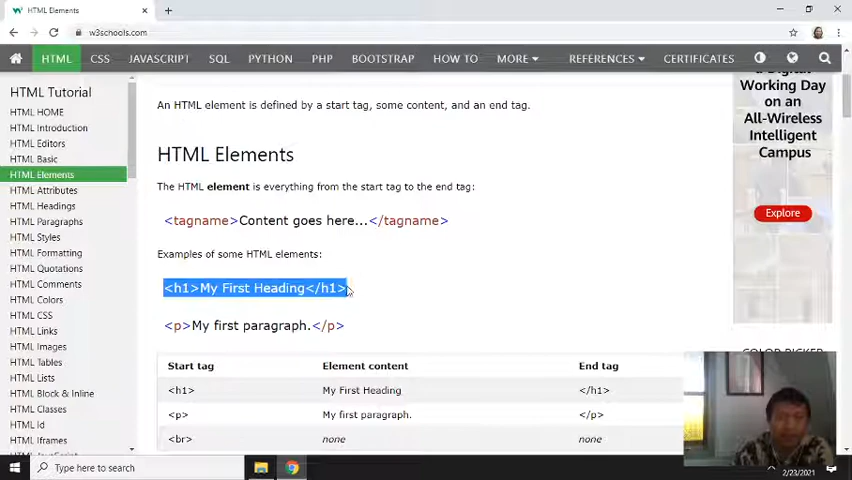 HTML Elements
w3schools.com
HTML
CSS
JAVASCRIPT
SQL
PYTHON
PHP
BOOTSTRAP
HOW TO
MORE
REFERENCES
CERTIFICATES
HTML Tutorial
HTML HOME
HTML Introduction
HTML Editors
HTML Basic
HTML Elements
HTML Attributes
HTML Headings
HTML Paragraphs
HTML Styles
HTML Formatting
HTML Quotations
HTML Comments
HTML Colors
HTML CSS
HTML Links
HTML Images
HTML Tables
HTML Lists
HTML Block & Inline
HTML Classes
HTML Id
HTML Iframes
An HTML element is defined by a start tag, some content, and an end tag.
HTML Elements
The HTML element is everything from the start tag to the end tag:
<tagname>Content goes here...</tagname>
Examples of some HTML elements:
<h1>My First Heading</h1>
<p>My first paragraph.</p>
Start tag Element content End tag
<h1> My First Heading </h1>
<p> My first paragraph. </p>
<br> none none
a Digital
Working Day
on an
All-Wireless
Intelligent
Campus
Explore
COLOR PICKER
Type here to search
2/23/2021